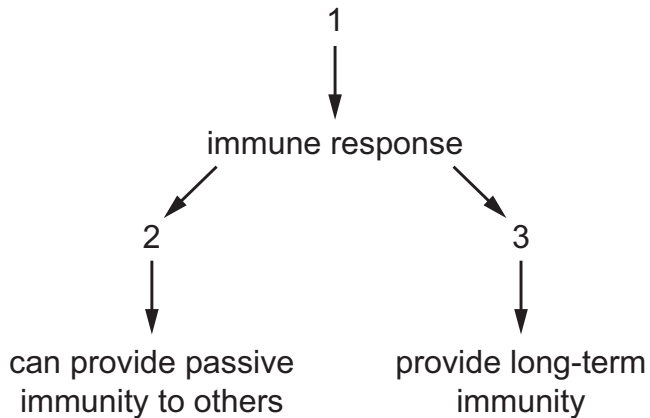 1
immune response
2
3
can provide passive
immunity to others
provide long-term
immunity